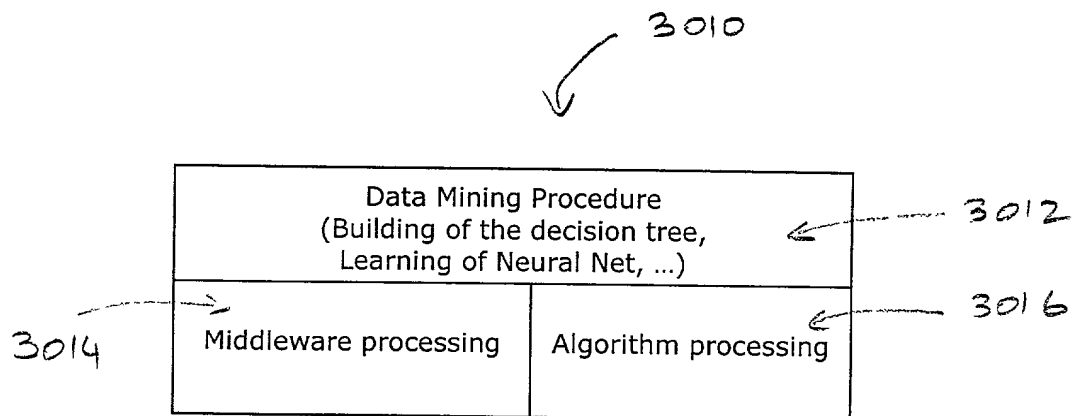 3010
Data Mining Procedure
(Building of the decision tree,
Learning of Neural Net, ...)
3012
3014
Middleware processing
Algorithm processing
3016